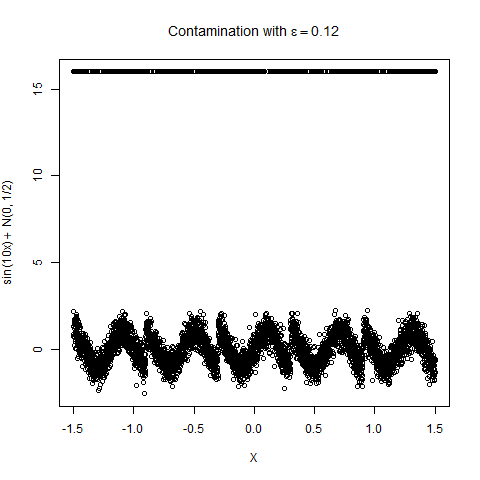 Contamination with ε = 0.12
sin(10x) + N(0, 1/2)
15
10
5
0
-1.5 -1.0 -0.5 0.0 0.5 1.0 1.5
X